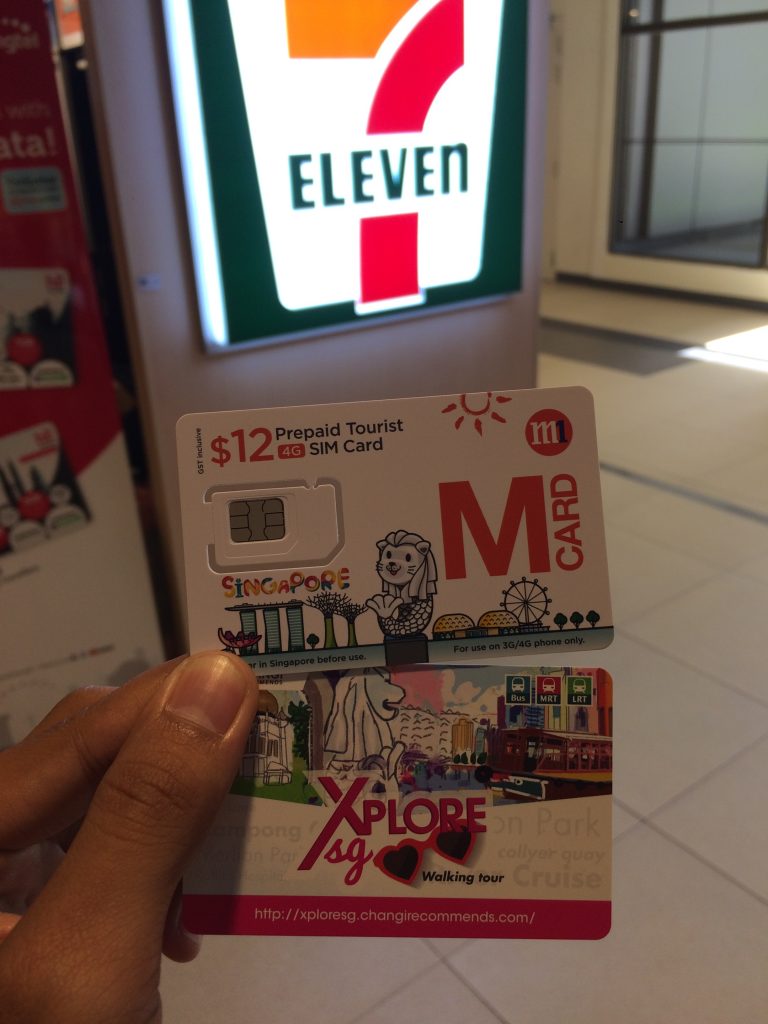 ngtel
with
ata!
ELEVEn
GST inclusive
$12 Prepaid Tourist
4G SIM Card
m1
M CARD
SINGAPORE
er in Singapore before use.
For use on 3G/4G phone only.
Bus MRT LRT
XPLORE
sg
Walking tour
ampong
on Park
collyer quay
Cruise
http://xploresg.changirecommends.com/